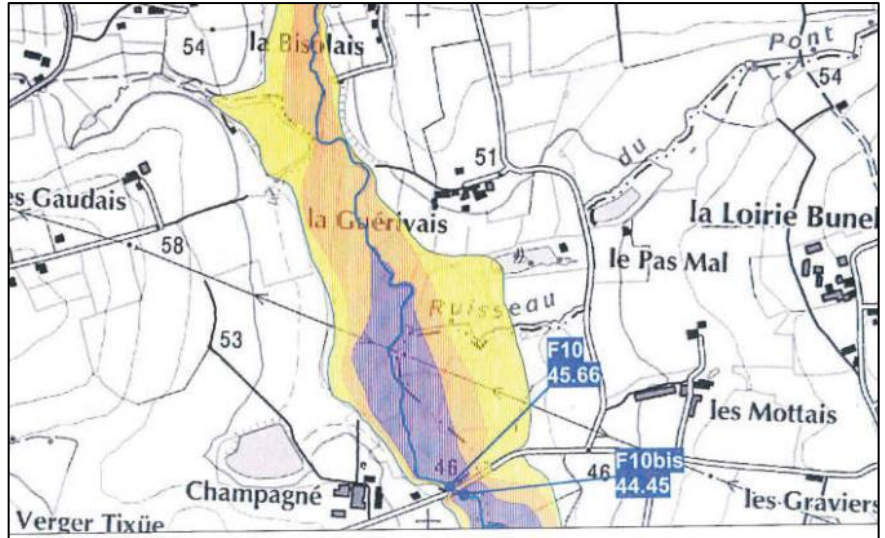 54
la Bisolais
Pont
54
du
51
es Gaudais
la Guérivais
la Loirie Bunel
58
le Pas Mal
Ruisseau
53
F10
45.66
les Mottais
46
46
F10bis
44.45
Champagné
les Graviers
Verger Tixüe